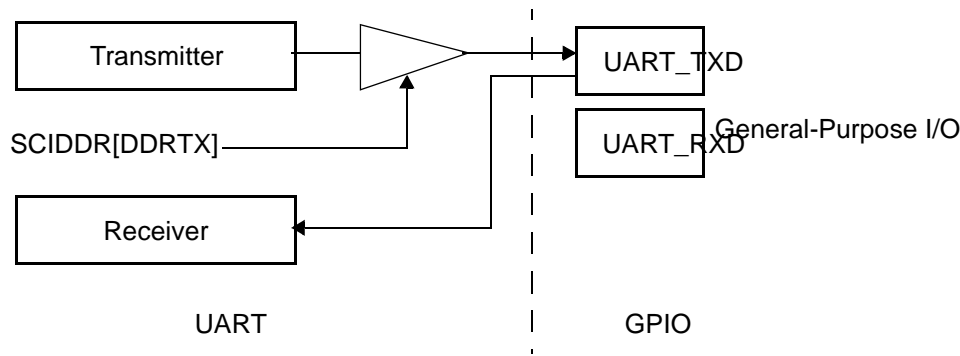 Transmitter
UART_TXD
SCIDDR[DDRTX]
UART_RXD
General-Purpose I/O
Receiver
UART
GPIO